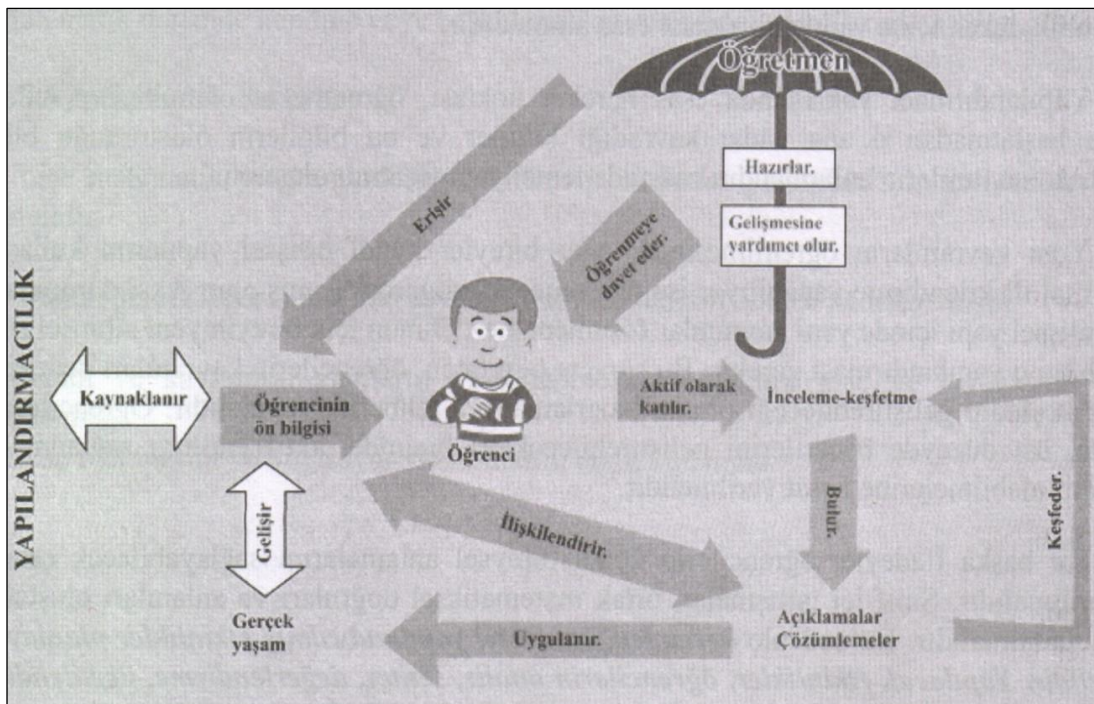 Öğretmen
Hazırlar.
Gelişmesine
yardımcı olur.
Erişir
Öğrenmeye
davet eder.
YAPILANDIRMACILIK
Kaynaklanır
Öğrencinin
ön bilgisi
Öğrenci
Aktif olarak
katılır.
İnceleme-keşfetme
Gelişir
İlişkilendirir.
Bulur.
Keşfeder.
Gerçek
yaşam
Uygulanır.
Açıklamalar
Çözümlemeler